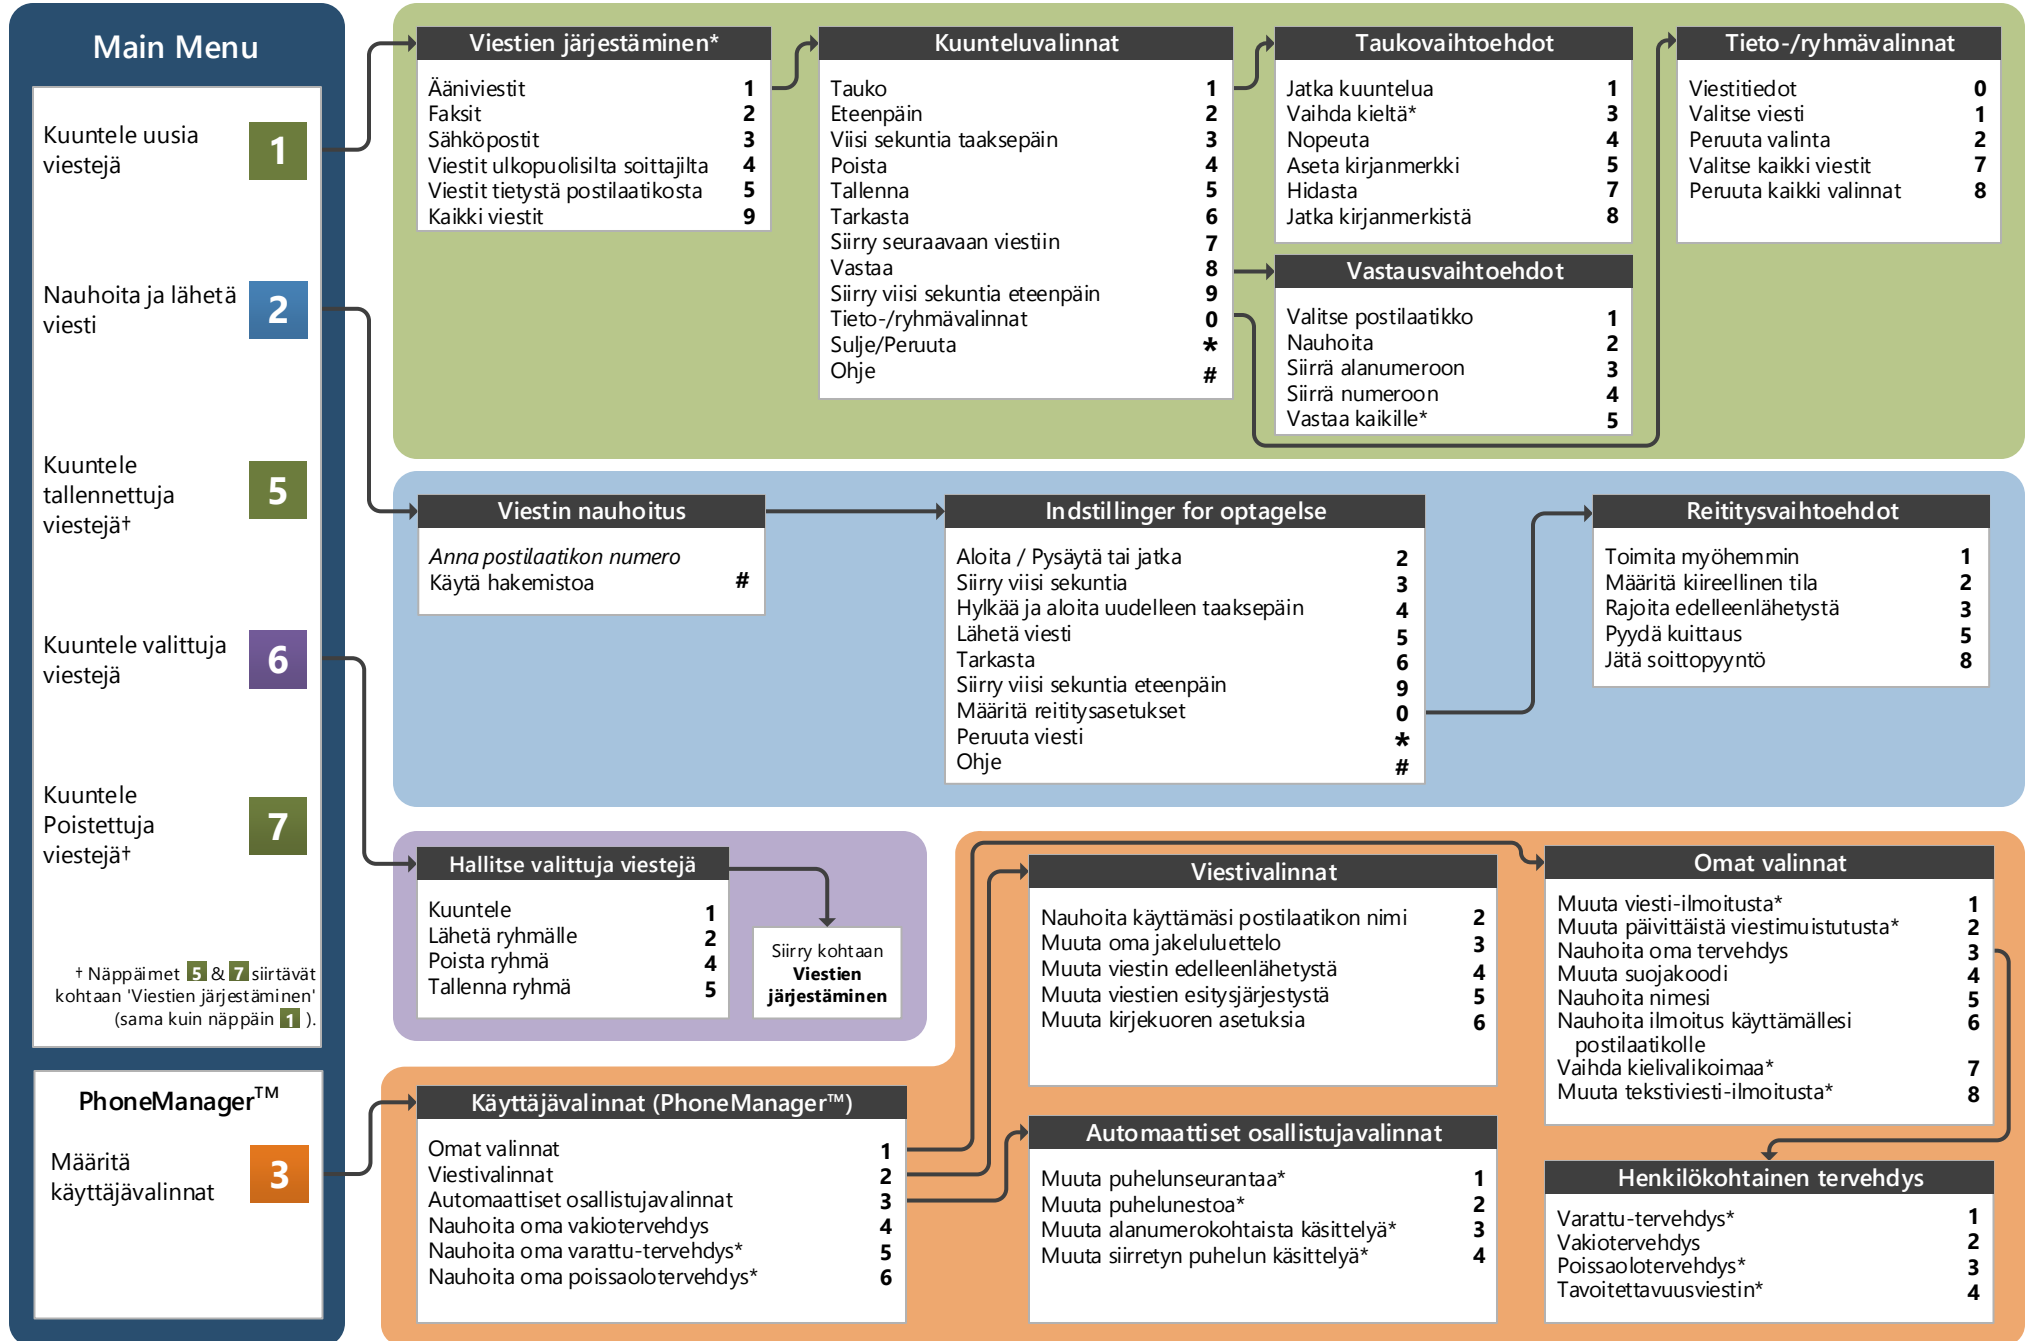 Main Menu
Kuuntele uusia
viestejä
1
Nauhoita ja lähetä
viesti
2
Kuuntele
tallennettuja
viestejä†
5
Kuuntele valittuja
viestejä
6
Kuuntele
Poistettuja
viestejä†
7
† Näppäimet 5 & 7 siirtävät
kohtaan 'Viestien järjestäminen'
(sama kuin näppäin 1 ).
PhoneManager™
Määritä
käyttäjävalinnat
3
Viestien järjestäminen*
Ääniviestit 1
Faksit 2
Sähköpostit 3
Viestit ulkopuolisilta soittajilta 4
Viestit tietystä postilaatikosta 5
Kaikki viestit 9
Kuunteluvalinnat
Tauko 1
Eteenpäin 2
Viisi sekuntia taaksepäin 3
Poista 4
Tallenna 5
Tarkasta 6
Siirry seuraavaan viestiin 7
Vastaa 8
Siirry viisi sekuntia eteenpäin 9
Tieto-/ryhmävalinnat 0
Sulje/Peruuta *
Ohje #
Taukovaihtoehdot
Jatka kuuntelua 1
Vaihda kieltä* 3
Nopeuta 4
Aseta kirjanmerkki 5
Hidasta 7
Jatka kirjanmerkistä 8
Vastausvaihtoehdot
Valitse postilaatikko 1
Nauhoita 2
Siirrä alanumeroon 3
Siirrä numeroon 4
Vastaa kaikille* 5
Tieto-/ryhmävalinnat
Viestitiedot 0
Valitse viesti 1
Peruuta valinta 2
Valitse kaikki viestit 7
Peruuta kaikki valinnat 8
Viestin nauhoitus
Anna postilaatikon numero
Käytä hakemistoa #
Indstillinger for optagelse
Aloita / Pysäytä tai jatka 2
Siirry viisi sekuntia 3
Hylkää ja aloita uudelleen taaksepäin 4
Lähetä viesti 5
Tarkasta 6
Siirry viisi sekuntia eteenpäin 9
Määritä reititysasetukset 0
Peruuta viesti *
Ohje #
Reititysvaihtoehdot
Toimita myöhemmin 1
Määritä kiireellinen tila 2
Rajoita edelleenlähetystä 3
Pyydä kuittaus 5
Jätä soittopyyntö 8
Hallitse valittuja viestejä
Kuuntele 1
Lähetä ryhmälle 2
Poista ryhmä 4
Tallenna ryhmä 5
Siirry kohtaan
Viestien
järjestäminen
Käyttäjävalinnat (PhoneManager™)
Omat valinnat 1
Viestivalinnat 2
Automaattiset osallistujavalinnat 3
Nauhoita oma vakiotervehdys 4
Nauhoita oma varattu-tervehdys* 5
Nauhoita oma poissaolotervehdys* 6
Viestivalinnat
Nauhoita käyttämäsi postilaatikon nimi 2
Muuta oma jakeluluettelo 3
Muuta viestin edelleenlähetystä 4
Muuta viestien esitysjärjestystä 5
Muuta kirjekuoren asetuksia 6
Automaattiset osallistujavalinnat
Muuta puhelunseurantaa* 1
Muuta puhelunestoa* 2
Muuta alanumerokohtaista käsittelyä* 3
Muuta siirretyn puhelun käsittelyä* 4
Omat valinnat
Muuta viesti-ilmoitusta* 1
Muuta päivittäistä viestimuistutusta* 2
Nauhoita oma tervehdys 3
Muuta suojakoodi 4
Nauhoita nimesi 5
Nauhoita ilmoitus käyttämällesi 6
postilaatikolle
Vaihda kielivalikoimaa* 7
Muuta tekstiviesti-ilmoitusta* 8
Henkilökohtainen tervehdys
Varattu-tervehdys* 1
Vakiotervehdys 2
Poissaolotervehdys* 3
Tavoitettavuusviestin* 4